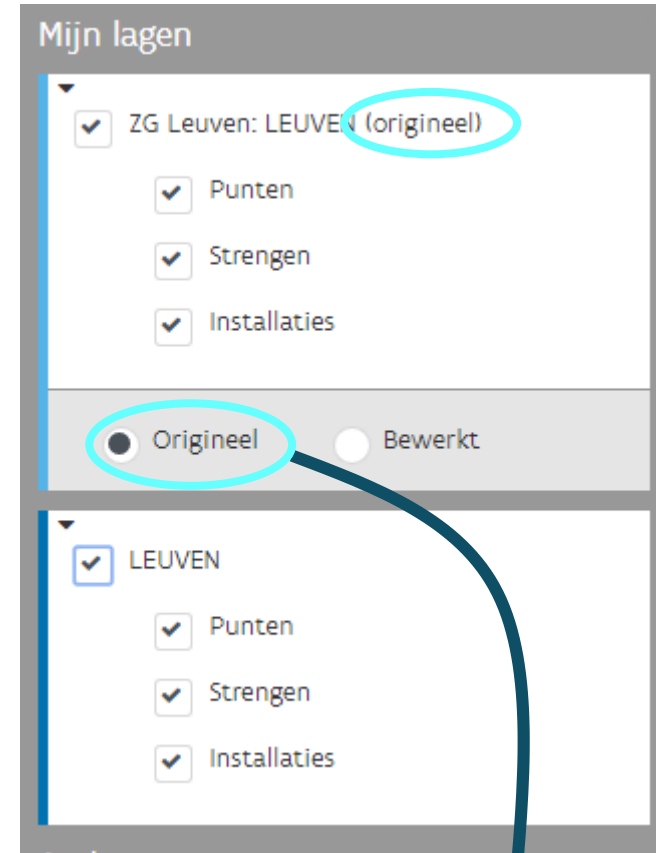 Mijn lagen
ZG Leuven: LEUVEN (origineel)
Punten
Strengen
Installaties
Origineel Bewerkt
LEUVEN
Punten
Strengen
Installaties